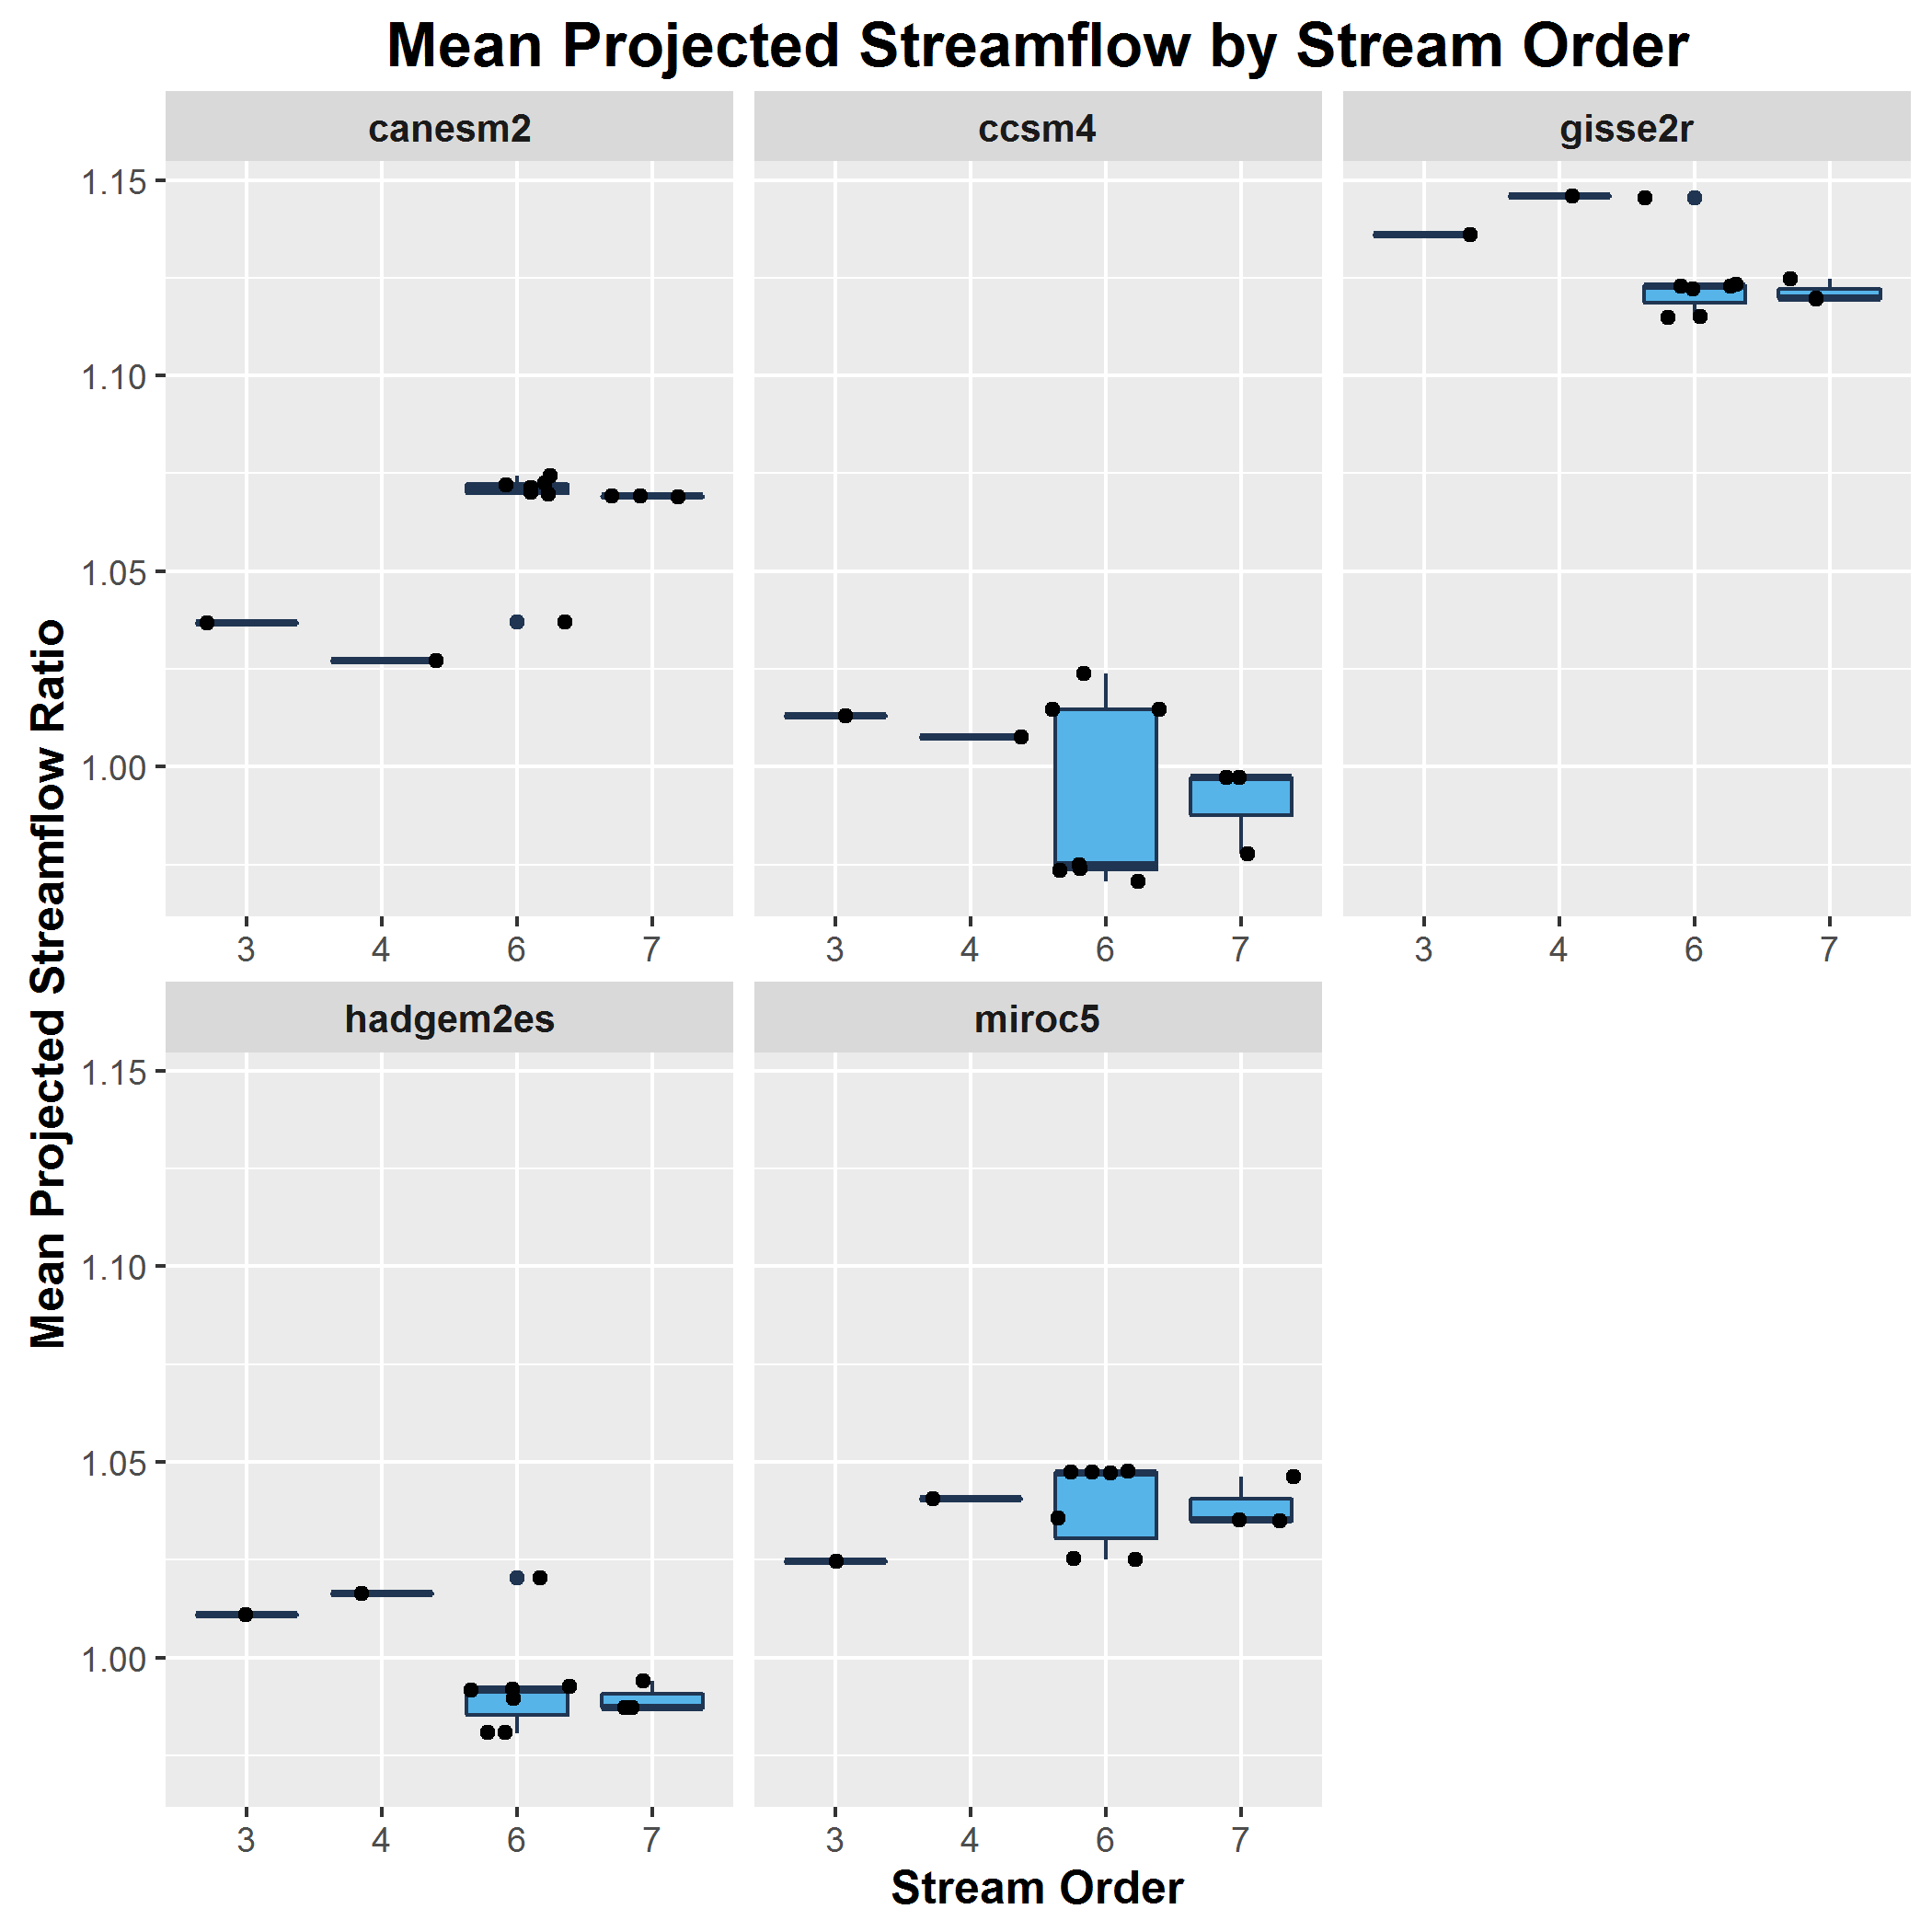 Mean Projected Streamflow by Stream Order
canesm2
ccsm4
gisse2r
1.15
1.10
1.05
1.00
3 4 6 7
3 4 6 7
3 4 6 7
Mean Projected Streamflow Ratio
hadgem2es
miroc5
1.15
1.10
1.05
1.00
3 4 6 7
3 4 6 7
Stream Order